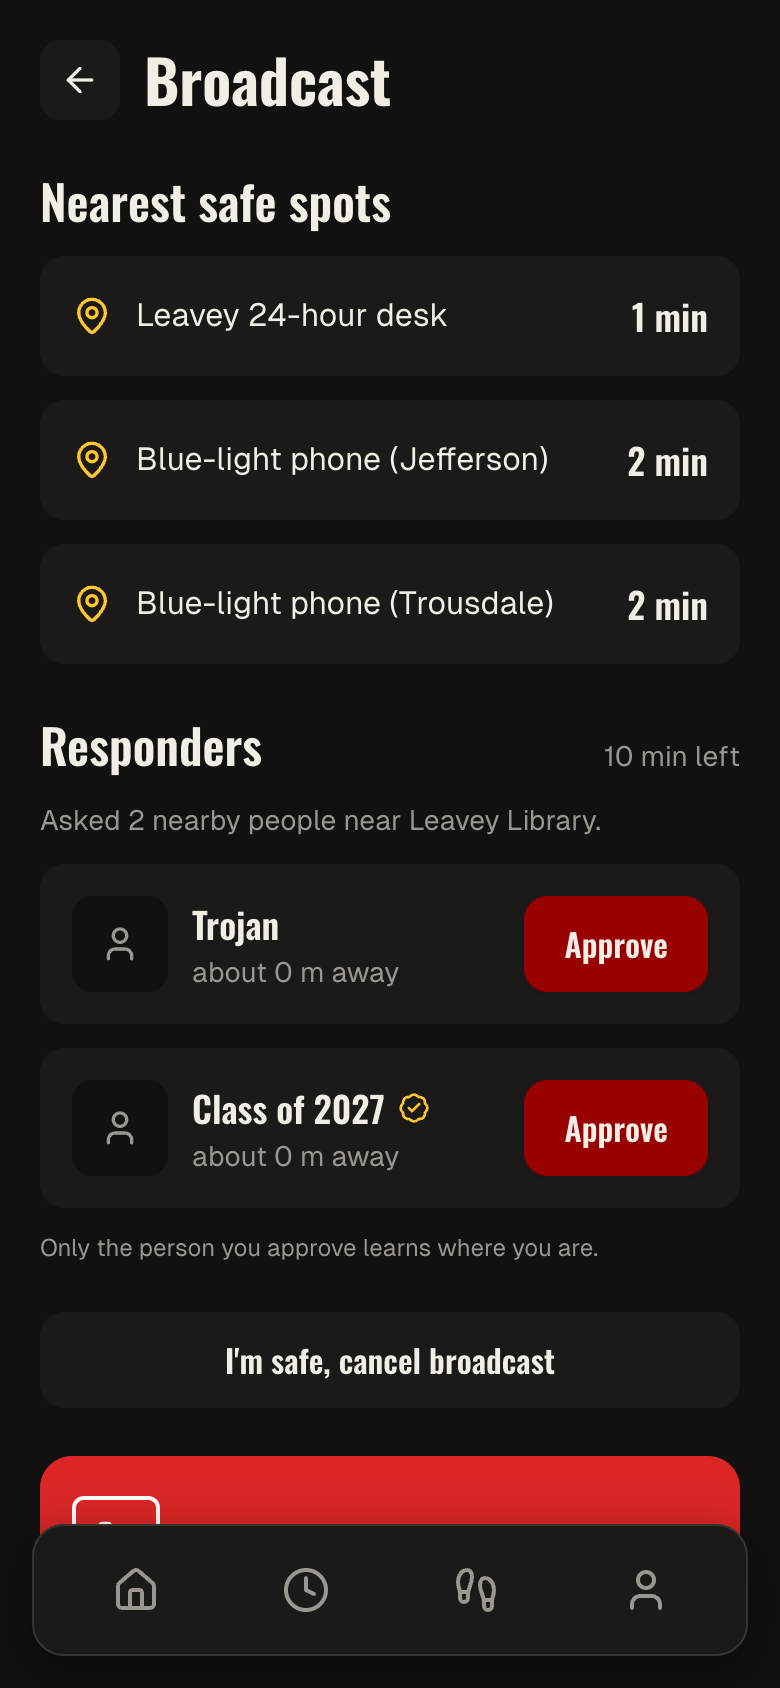 Broadcast
Nearest safe spots
Leavey 24-hour desk 1 min
Blue-light phone (Jefferson) 2 min
Blue-light phone (Trousdale) 2 min
Responders 10 min left
Asked 2 nearby people near Leavey Library.
Trojan
about 0 m away
Approve
Class of 2027
about 0 m away
Approve
Only the person you approve learns where you are.
I'm safe, cancel broadcast